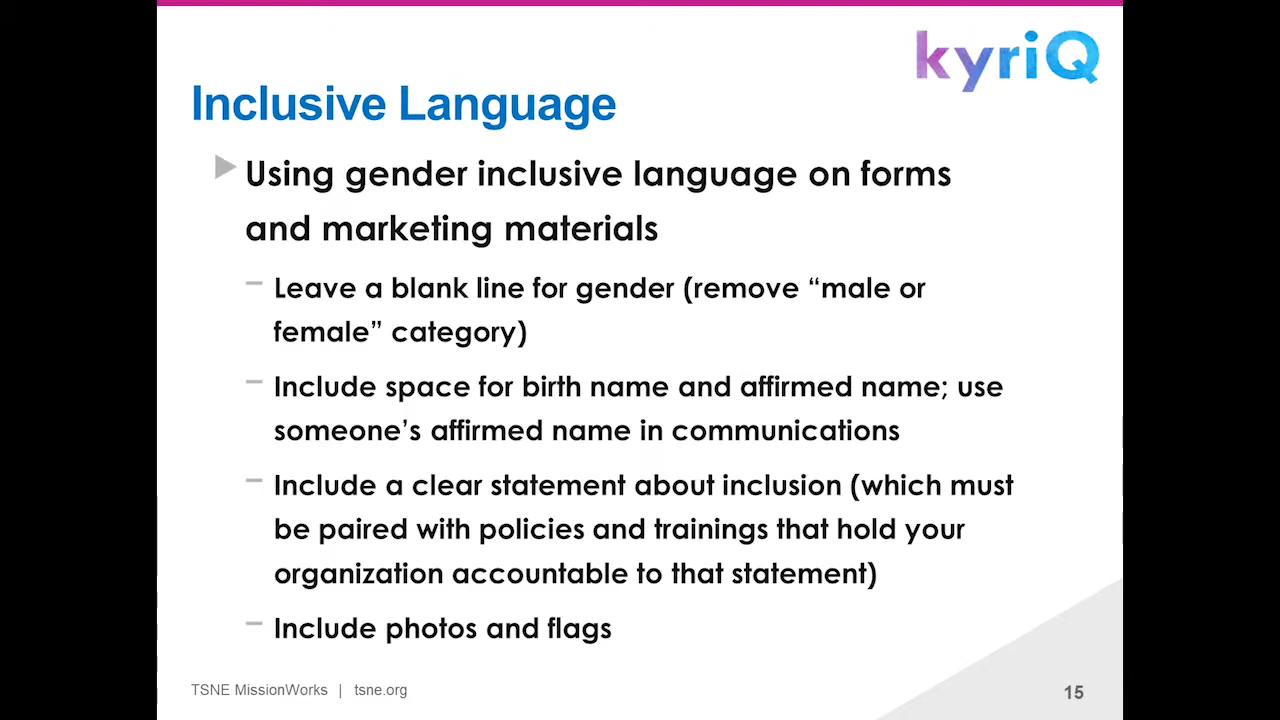 kyriQ
Inclusive Language
Using gender inclusive language on forms
and marketing materials
– Leave a blank line for gender (remove “male or
female” category)
– Include space for birth name and affirmed name; use
someone’s affirmed name in communications
– Include a clear statement about inclusion (which must
be paired with policies and trainings that hold your
organization accountable to that statement)
– Include photos and flags
TSNE MissionWorks | tsne.org
15